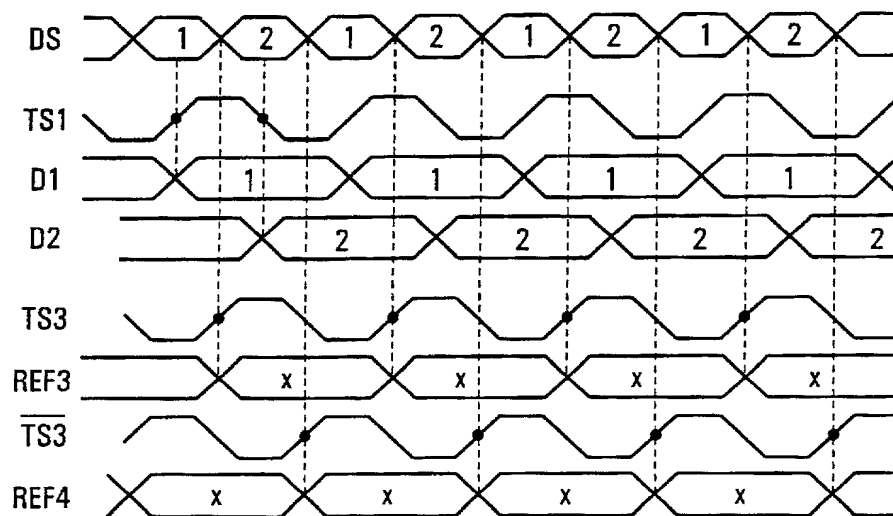 DS 1 2 1 2 1 2 1 2
TS1
D1 1 1 1 1
D2 2 2 2 2
TS3
REF3 x x x x
T̅S̅3̅
REF4 x x x x